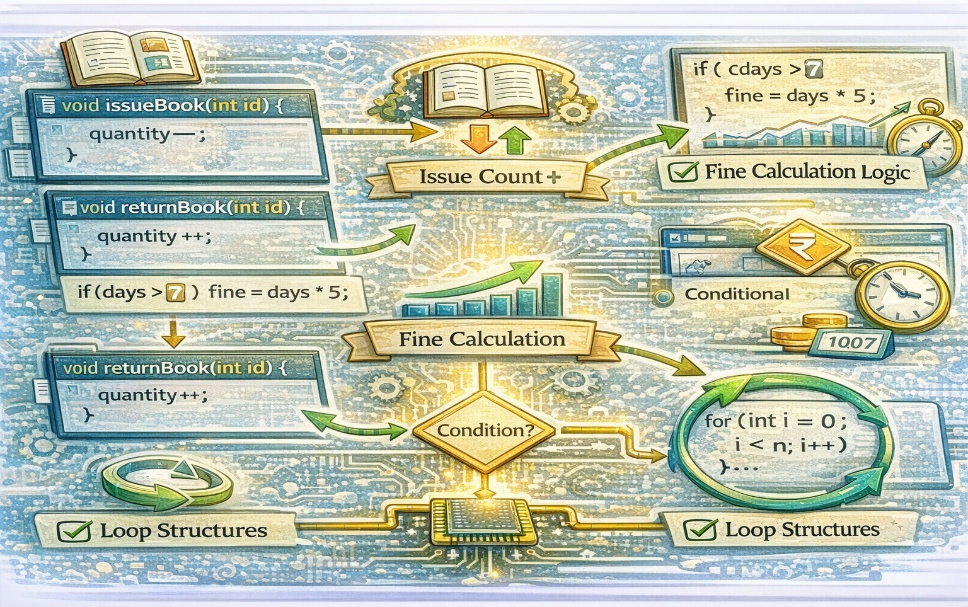 void issueBook(int id) {
quantity—;
}
void returnBook(int id) {
quantity ++;
}
if(days >7 ) fine = days * 5;
void returnBook(int id) {
quantity++;
}
Loop Structures
Issue Count+
Fine Calculation
Condition?
if ( cdays >7
fine = days * 5;
}
Fine Calculation Logic
₹
Conditional
1007
for (int i = 0;
i < n; i++)
}...
Loop Structures